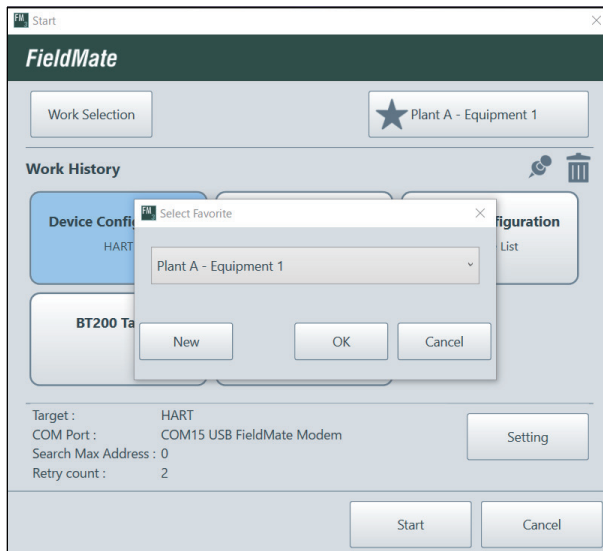 FM Start
FieldMate
Work Selection
Plant A - Equipment 1
Work History
Device Confi
HART
figuration
List
FM Select Favorite
Plant A - Equipment 1
New
OK
Cancel
BT200 Ta
Target : HART
COM Port : COM15 USB FieldMate Modem
Search Max Address : 0
Retry count : 2
Setting
Start
Cancel